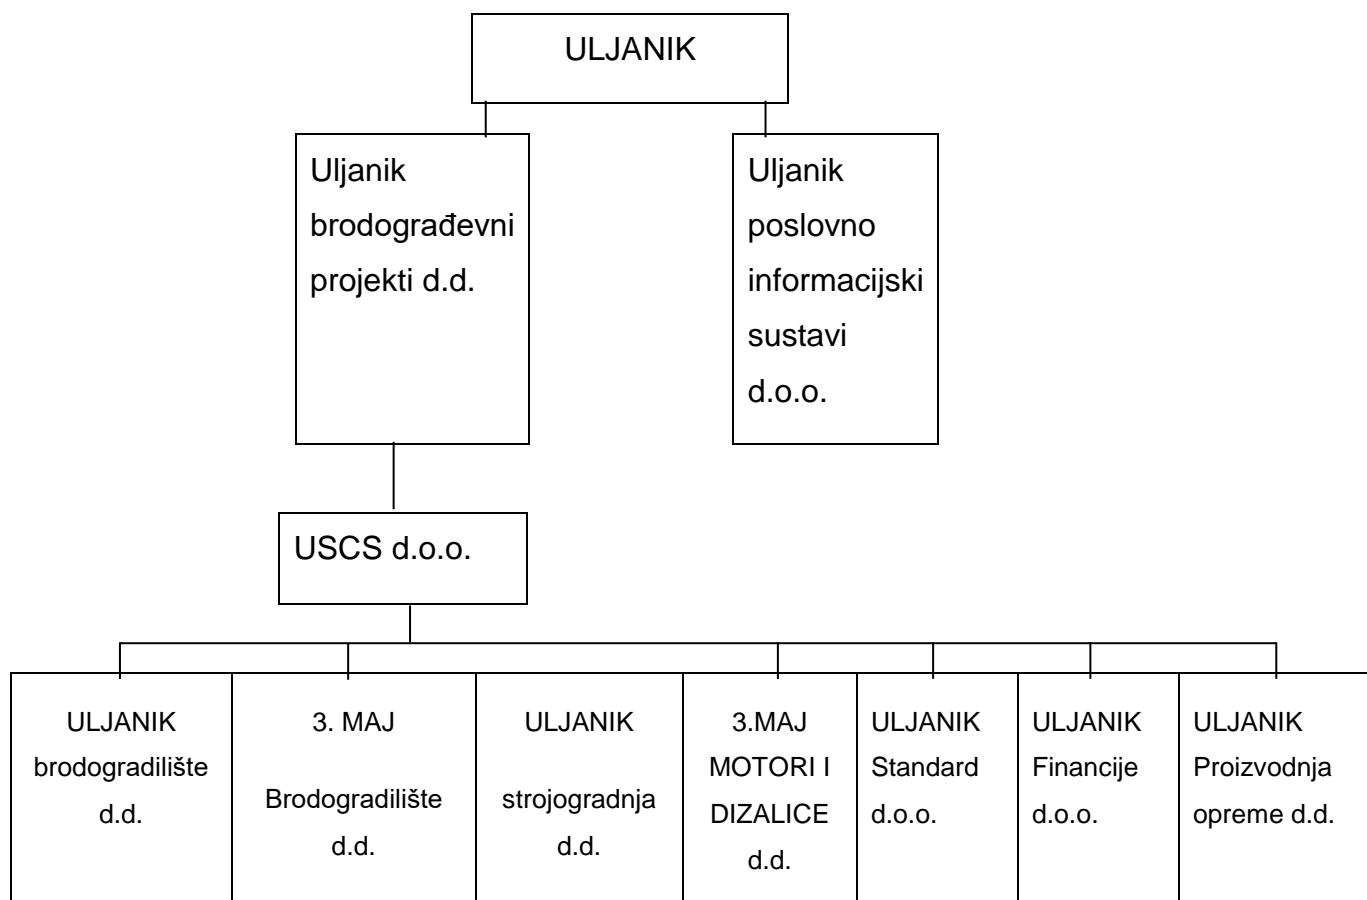 ULJANIK
Uljanik
brodograđevni
projekti d.d.
Uljanik
poslovno
informacijski
sustavi
d.o.o.
USCS d.o.o.
ULJANIK
brodogradilište
d.d.
3. MAJ
Brodogradilište
d.d.
ULJANIK
strojogradnja
d.d.
3.MAJ
MOTORI I
DIZALICE
d.d.
ULJANIK
Standard
d.o.o.
ULJANIK
Financije
d.o.o.
ULJANIK
Proizvodnja
opreme d.d.